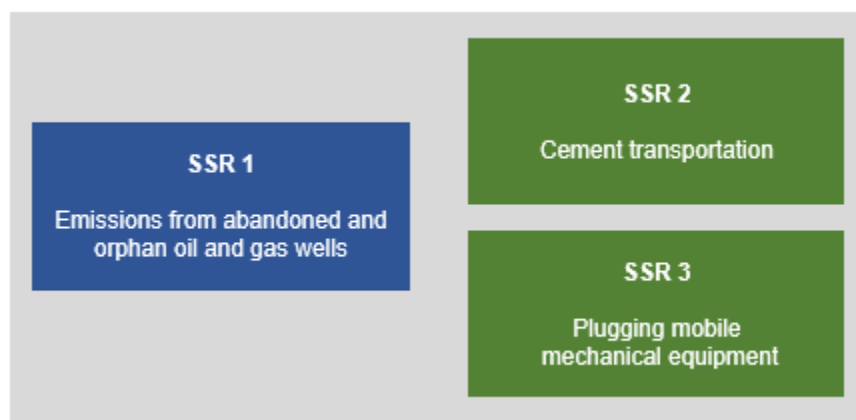 SSR 1
Emissions from abandoned and
orphan oil and gas wells
SSR 2
Cement transportation
SSR 3
Plugging mobile
mechanical equipment